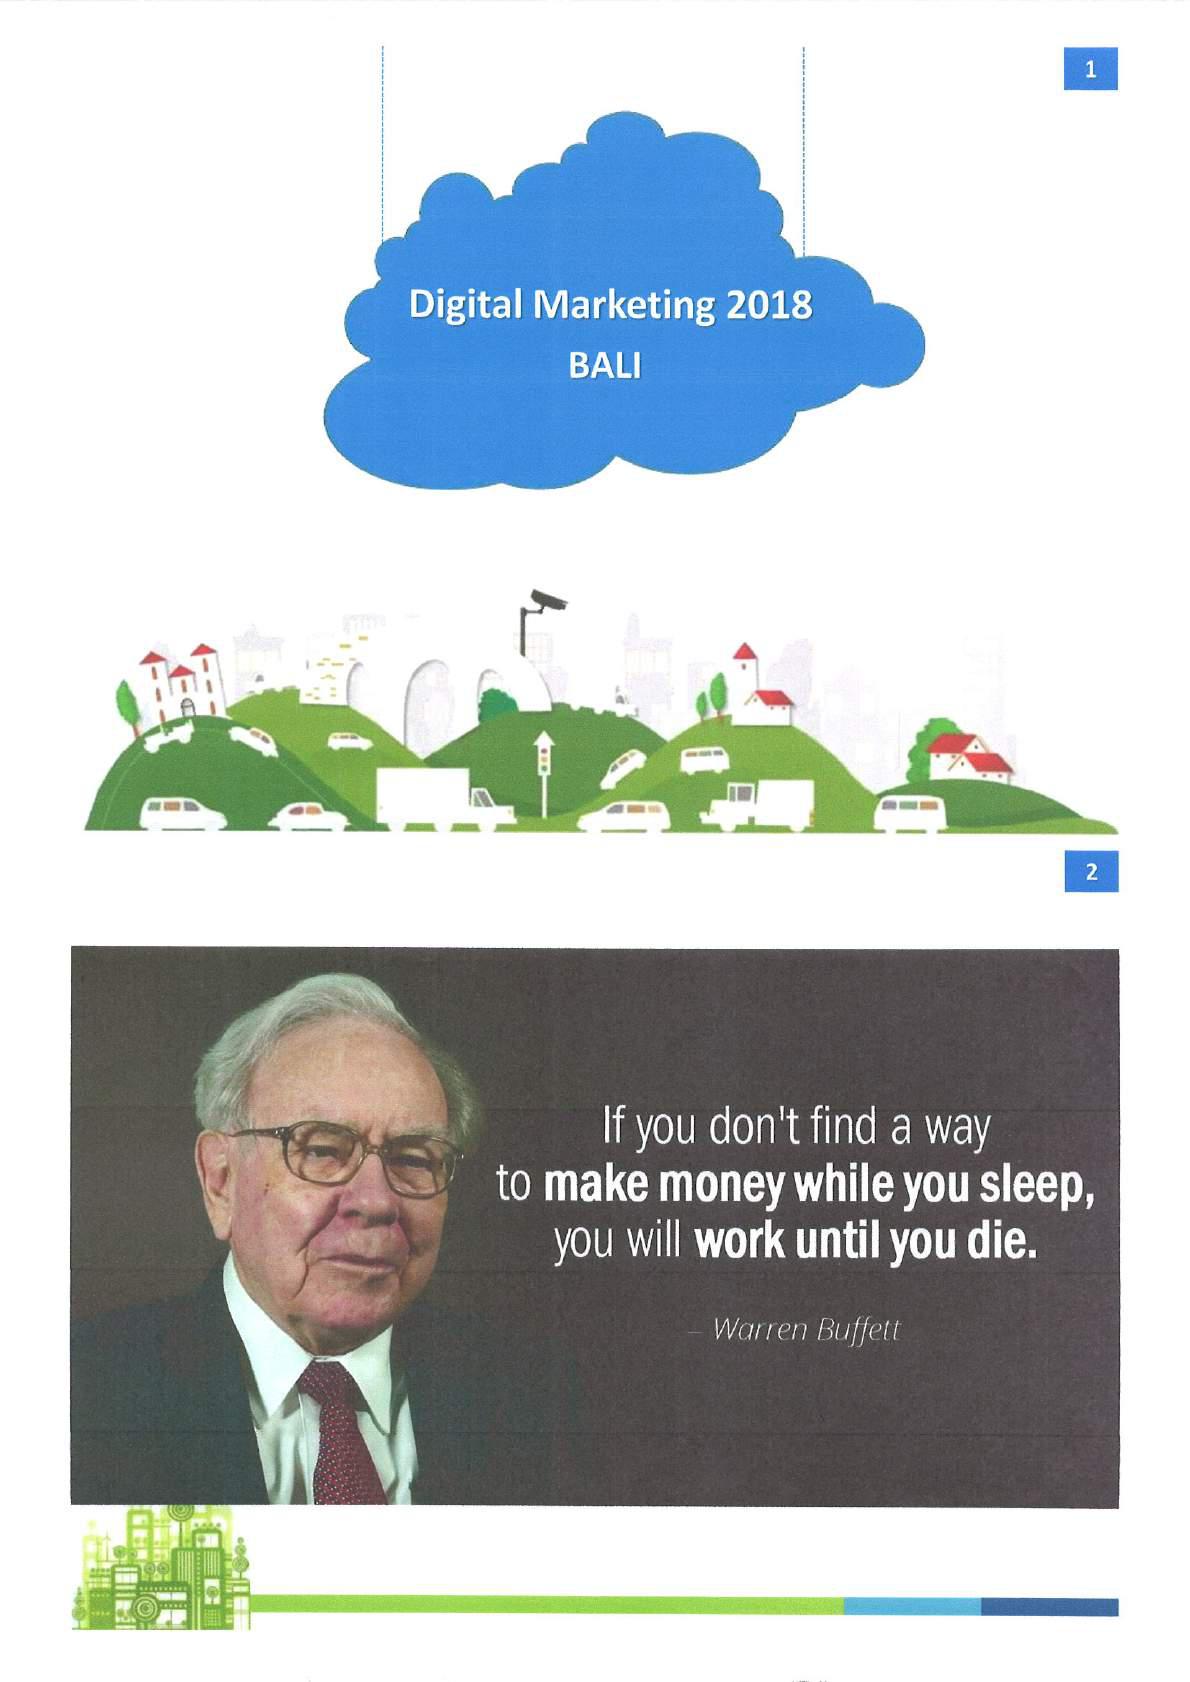 1
Digital Marketing 2018
BALI
2
If you don't find a way
to make money while you sleep,
you will work until you die.
– Warren Buffett